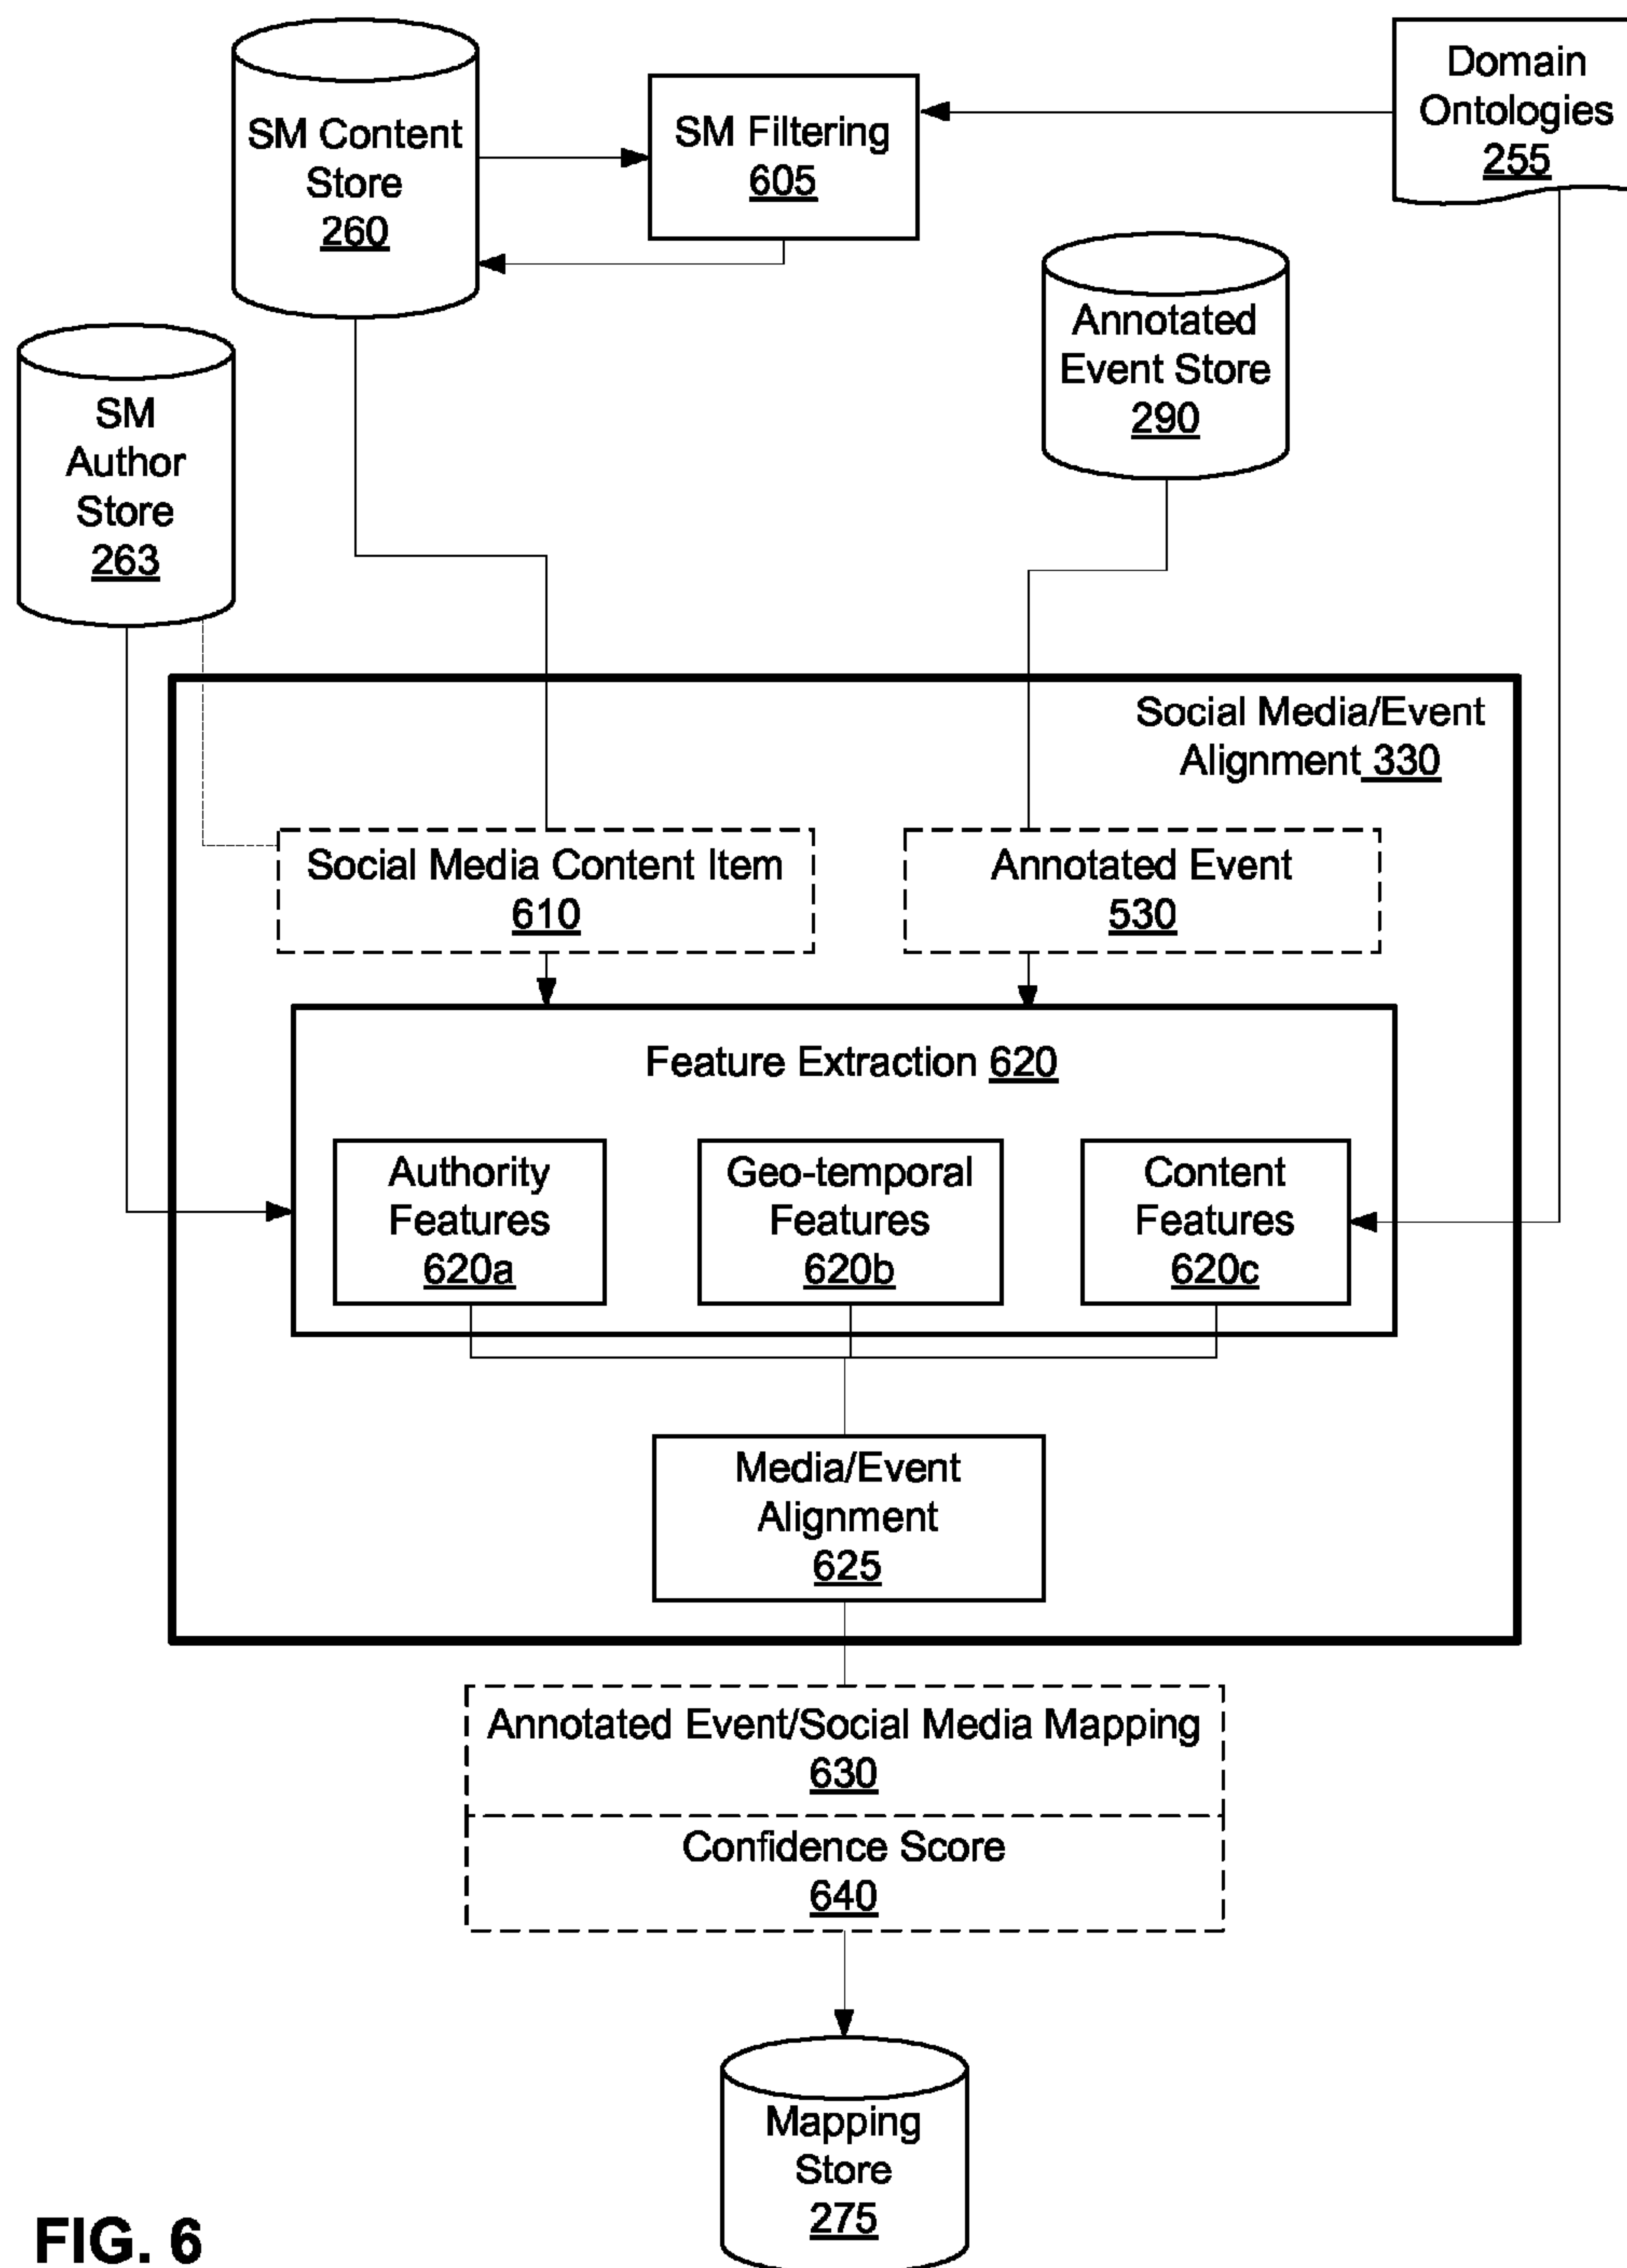 SM Content
Store
260
SM Filtering
605
Domain
Ontologies
255
Annotated
Event Store
290
SM
Author
Store
263
Social Media/Event
Alignment 330
Social Media Content Item
610
Annotated Event
530
Feature Extraction 620
Authority
Features
620a
Geo-temporal
Features
620b
Content
Features
620c
Media/Event
Alignment
625
Annotated Event/Social Media Mapping
630
Confidence Score
640
Mapping
Store
275
FIG. 6